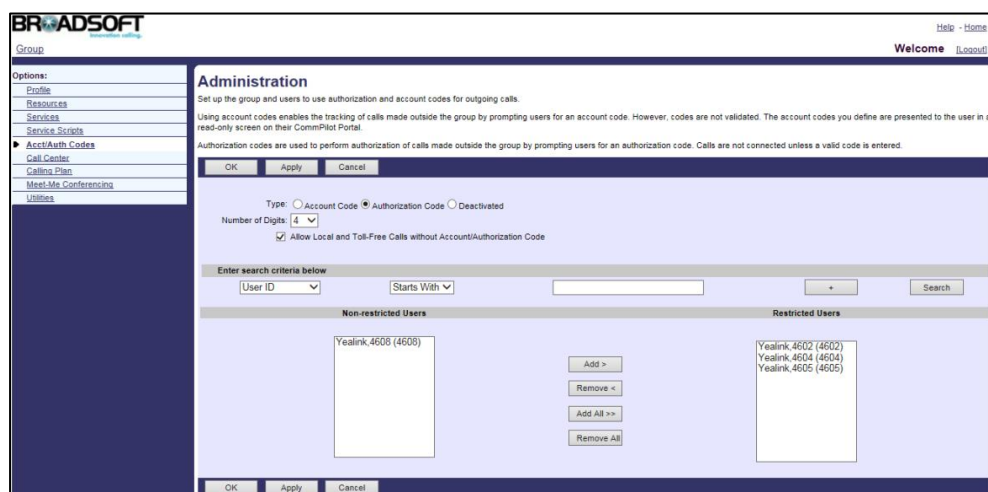 BROADSOFT
innovation calling.
Help - Home
Group
Welcome [Logout]
Options:
Profile
Resources
Services
Service Scripts
Acct/Auth Codes
Call Center
Calling Plan
Meet-Me Conferencing
Utilities
Administration
Set up the group and users to use authorization and account codes for outgoing calls.
Using account codes enables the tracking of calls made outside the group by prompting users for an account code. However, codes are not validated. The account codes you define are presented to the user in a
read-only screen on their CommPilot Portal.
Authorization codes are used to perform authorization of calls made outside the group by prompting users for an authorization code. Calls are not connected unless a valid code is entered.
OK Apply Cancel
Type: Account Code Authorization Code Deactivated
Number of Digits: 4
Allow Local and Toll-Free Calls without Account/Authorization Code
Enter search criteria below
User ID Starts With + Search
Non-restricted Users Restricted Users
Yealink,4608 (4608)
Yealink,4602 (4602)
Yealink,4604 (4604)
Yealink,4605 (4605)
Add >
Remove <
Add All >>
Remove All
OK Apply Cancel